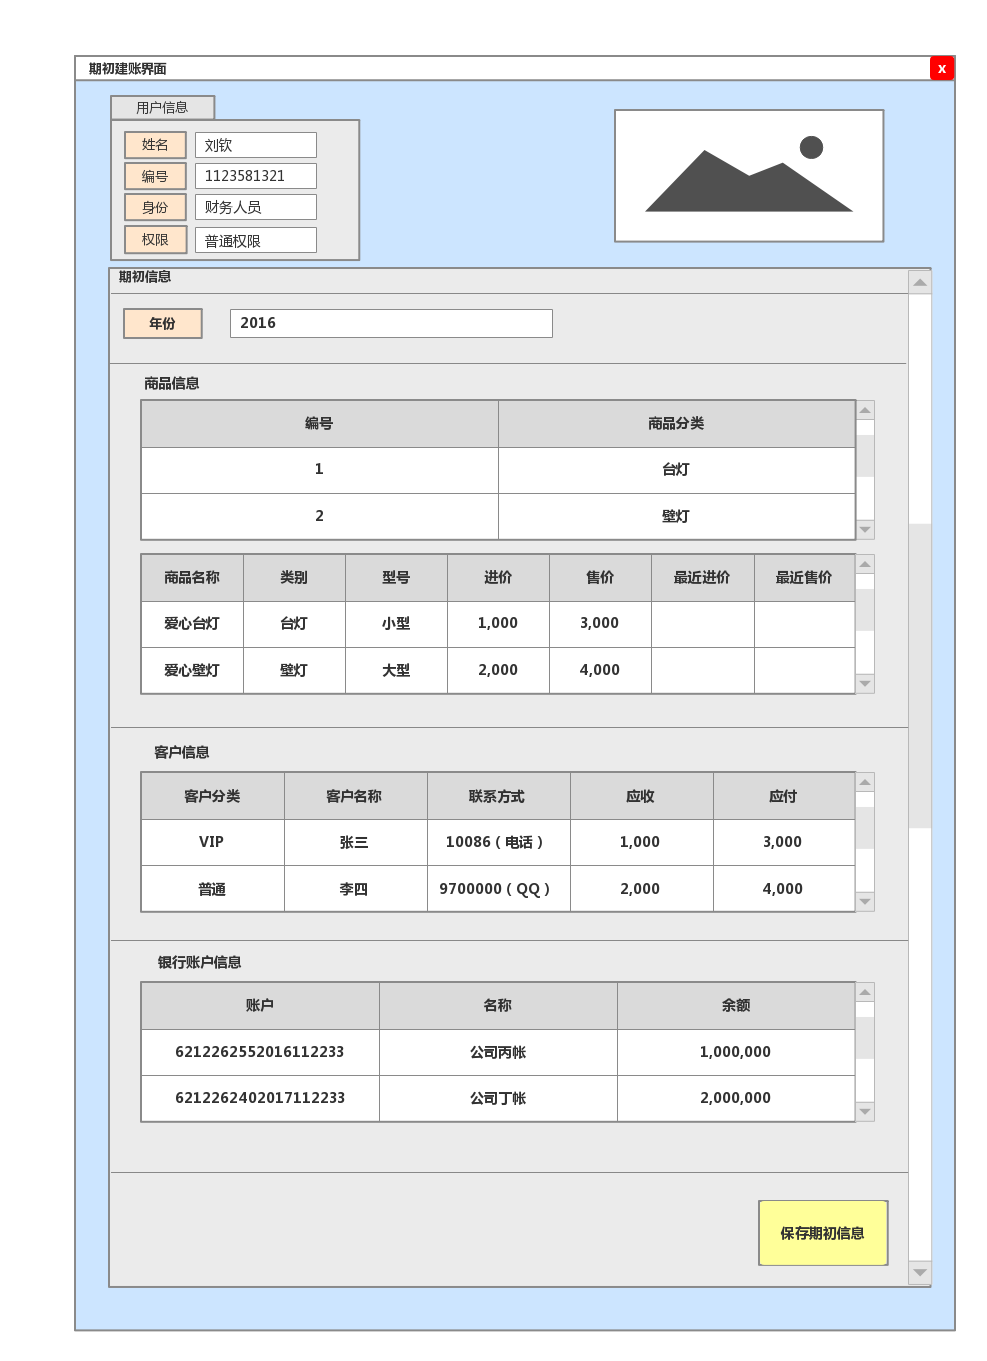 期初建账界面
x
用户信息
姓名 刘钦
编号 1123581321
身份 财务人员
权限 普通权限
期初信息
年份 2016
商品信息
编号 商品分类
1 台灯
2 壁灯
商品名称 类别 型号 进价 售价 最近进价 最近售价
爱心台灯 台灯 小型 1,000 3,000
爱心壁灯 壁灯 大型 2,000 4,000
客户信息
客户分类 客户名称 联系方式 应收 应付
VIP 张三 10086（电话） 1,000 3,000
普通 李四 9700000（QQ） 2,000 4,000
银行账户信息
账户 名称 余额
6212262552016112233 公司丙帐 1,000,000
6212262402017112233 公司丁帐 2,000,000
保存期初信息